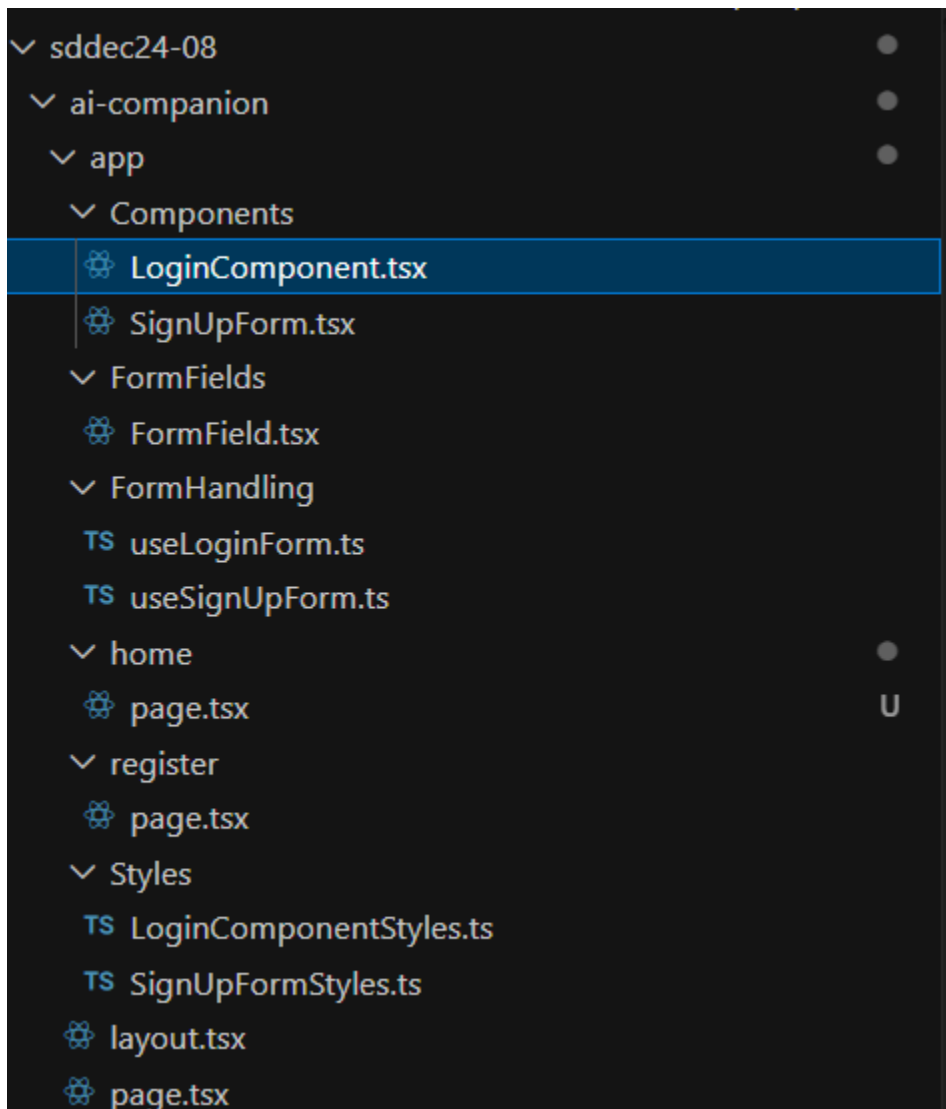 sddec24-08
ai-companion
app
Components
LoginComponent.tsx
SignUpForm.tsx
FormFields
FormField.tsx
FormHandling
TS useLoginForm.ts
TS useSignUpForm.ts
home
page.tsx U
register
page.tsx
Styles
TS LoginComponentStyles.ts
TS SignUpFormStyles.ts
layout.tsx
page.tsx